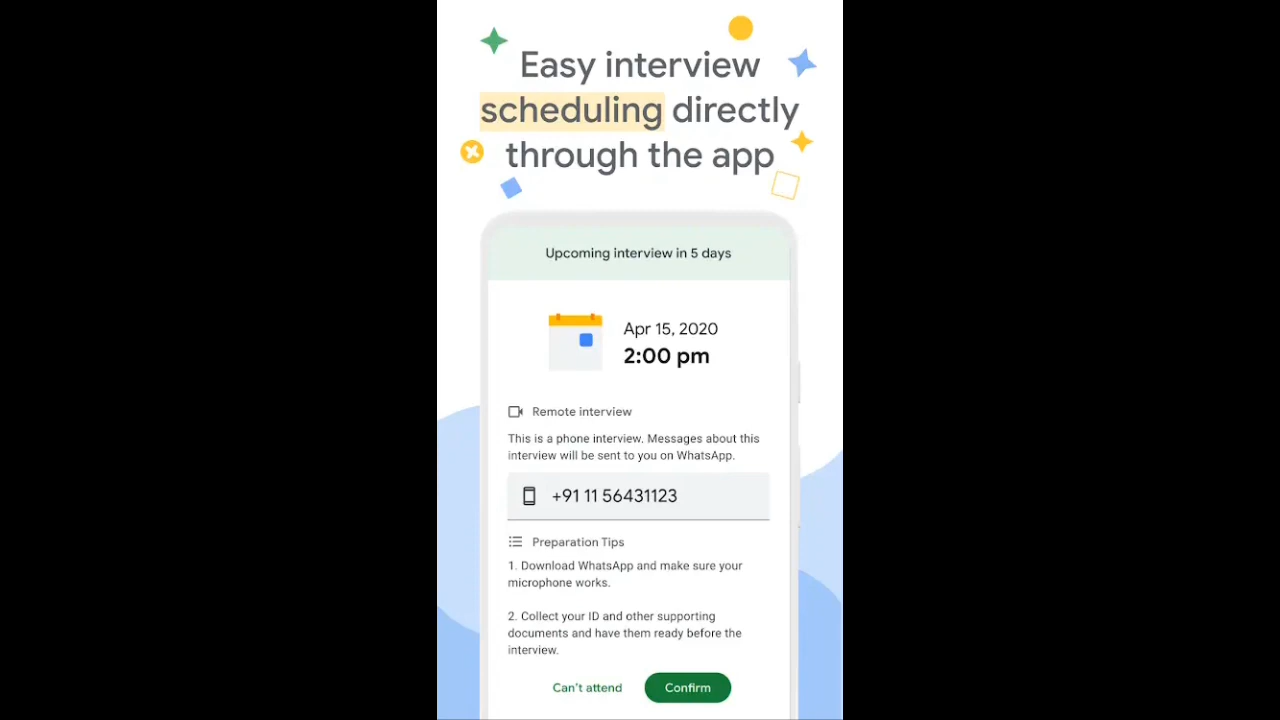 Easy interview
scheduling directly
through the app
Upcoming interview in 5 days
Apr 15, 2020
2:00 pm
Remote interview
This is a phone interview. Messages about this
interview will be sent to you on WhatsApp.
+91 11 56431123
Preparation Tips
1. Download WhatsApp and make sure your
microphone works.
2. Collect your ID and other supporting
documents and have them ready before the
interview.
Can't attend
Confirm